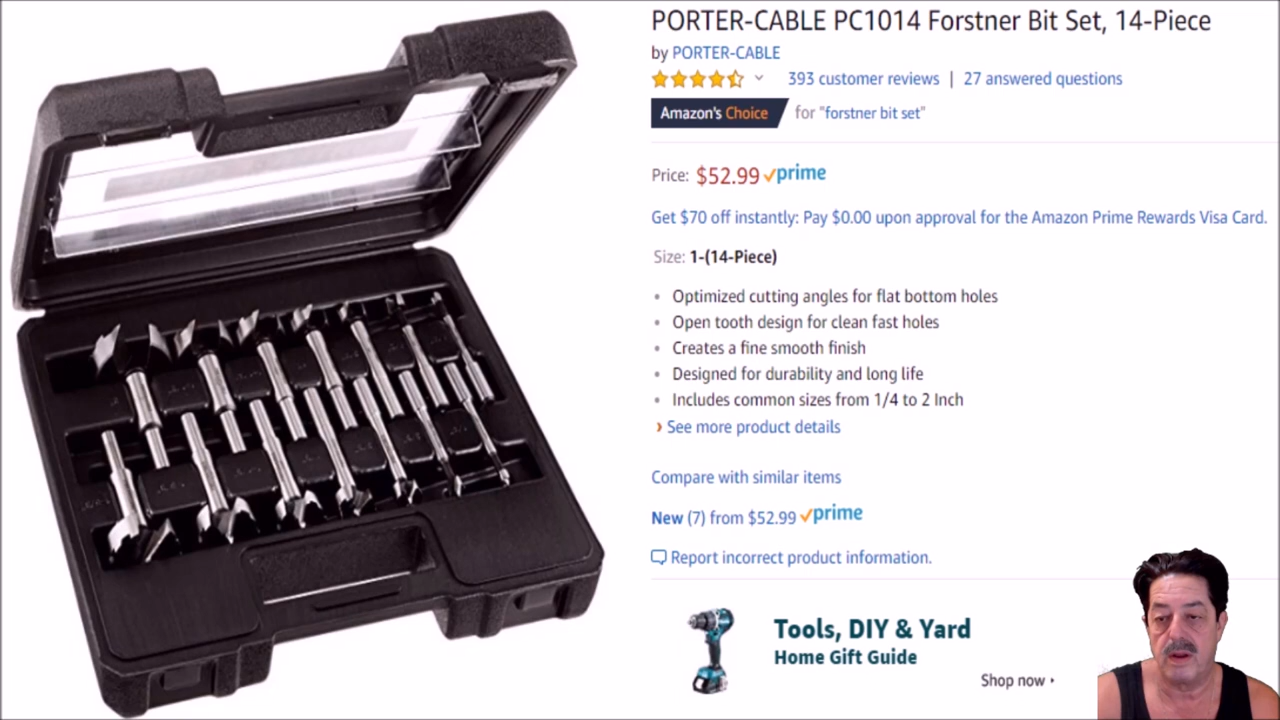 PORTER-CABLE PC1014 Forstner Bit Set, 14-Piece
by PORTER-CABLE
393 customer reviews | 27 answered questions
Amazon's Choice for "forstner bit set"
Price: $52.99 prime
Get $70 off instantly: Pay $0.00 upon approval for the Amazon Prime Rewards Visa Card.
Size: 1-(14-Piece)
• Optimized cutting angles for flat bottom holes
• Open tooth design for clean fast holes
• Creates a fine smooth finish
• Designed for durability and long life
• Includes common sizes from 1/4 to 2 Inch
› See more product details
Compare with similar items
New (7) from $52.99 prime
Report incorrect product information.
Tools, DIY & Yard
Home Gift Guide
Shop now ›